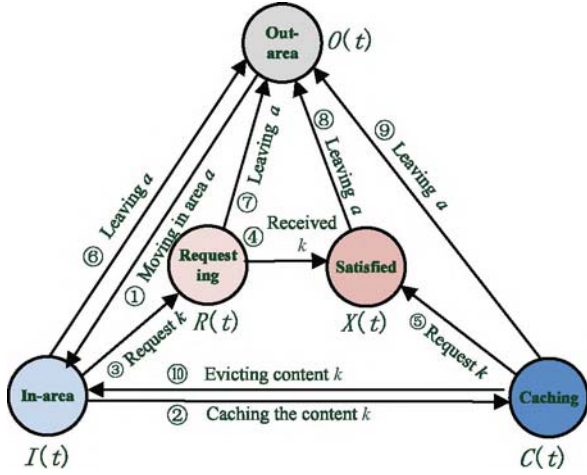 Out-
area
O(t)
⑥ Leaving a
① Moving in area a
⑦ Leaving a
⑧ Leaving a
⑨ Leaving a
④ Received
k
Request
ing
Satisfied
R(t)
X(t)
③ Request k
⑤ Request k
In-area
⑩ Evicting content k
② Caching the content k
Caching
I(t)
C(t)